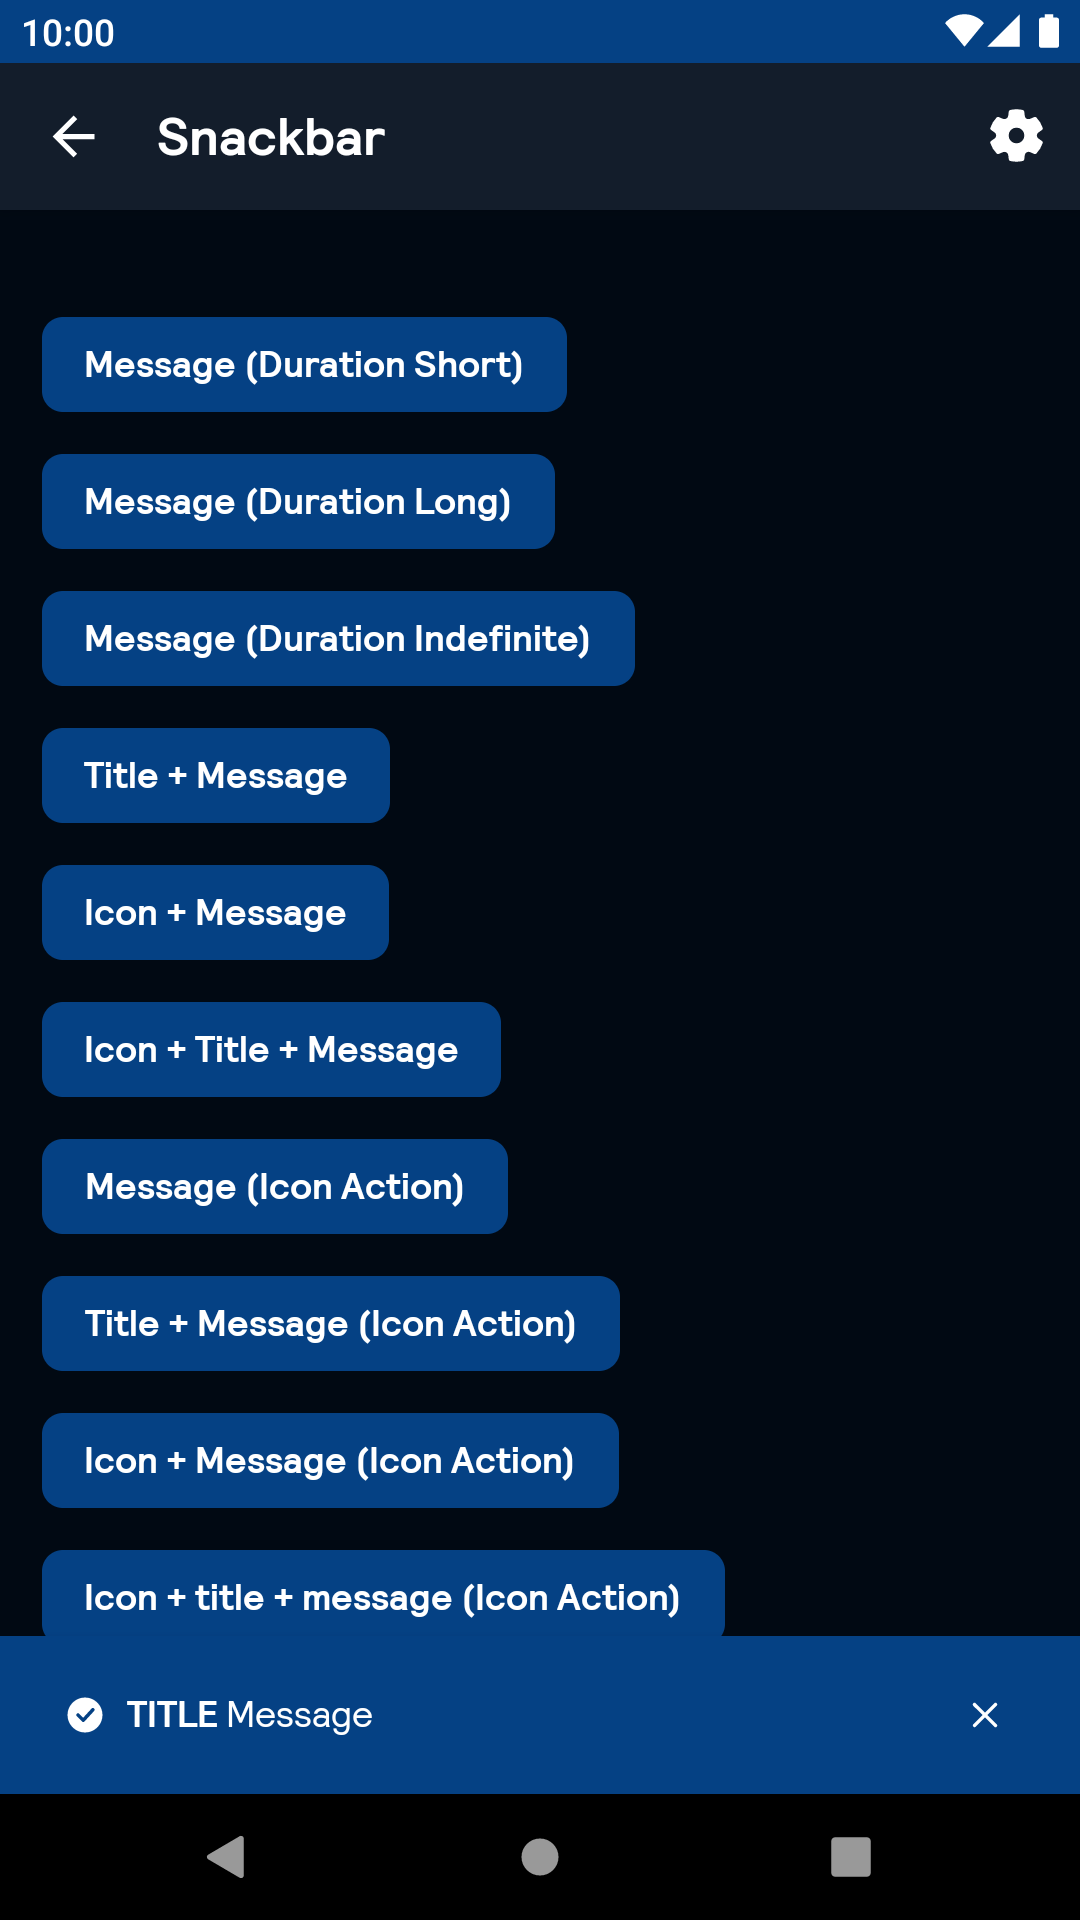 10:00
Snackbar
Message (Duration Short)
Message (Duration Long)
Message (Duration Indefinite)
Title + Message
Icon + Message
Icon + Title + Message
Message (Icon Action)
Title + Message (Icon Action)
Icon + Message (Icon Action)
Icon + title + message (Icon Action)
TITLE Message